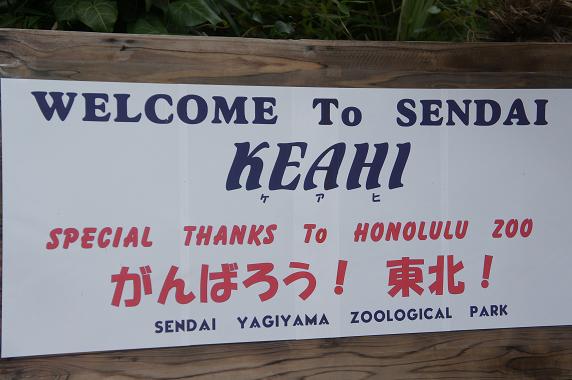 WELCOME To SENDAI
KEAHI
ケアヒ
SPECIAL THANKS To HONOLULU ZOO
がんばろう! 東北!
SENDAI YAGIYAMA ZOOLOGICAL PARK